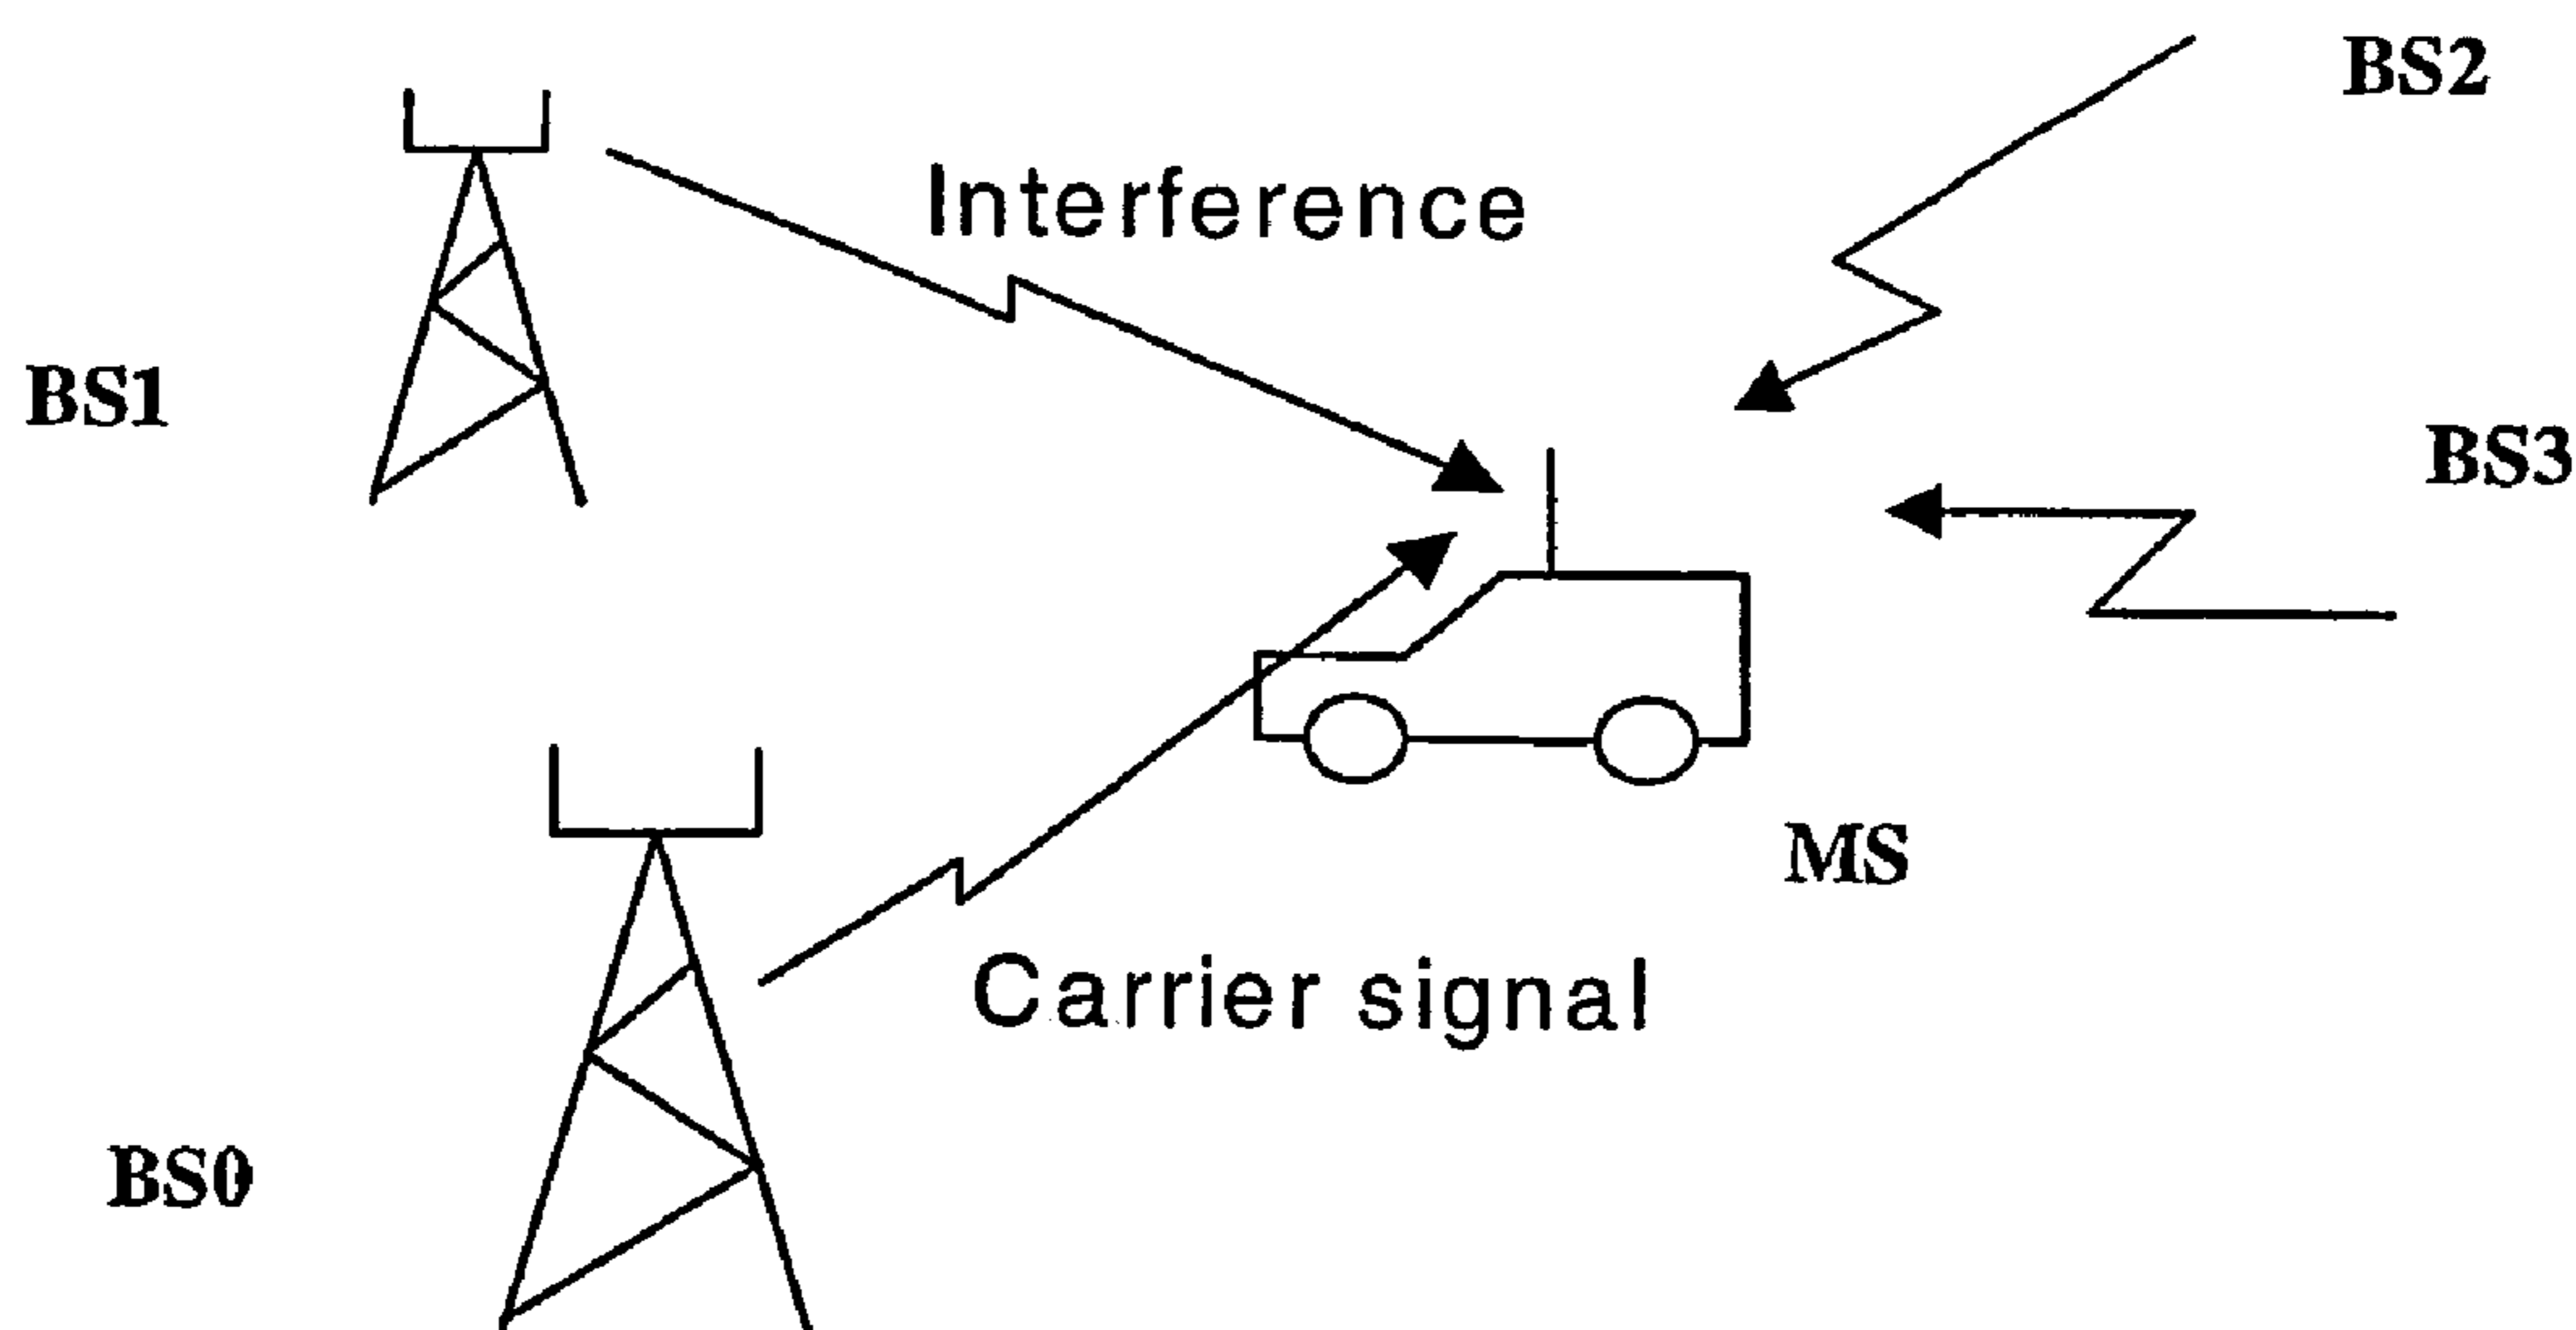 BS2
Interference
BS1
BS3
MS
Carrier signal
BS0